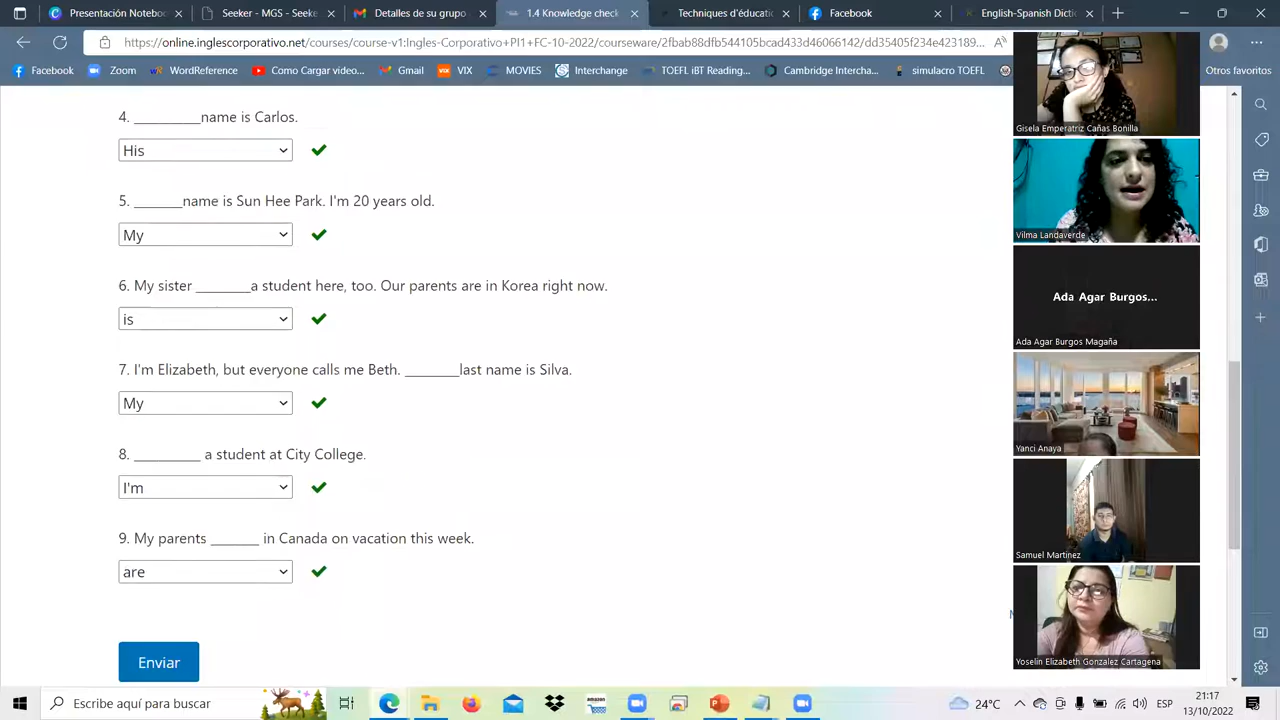 Presentación Noteboo
Seeker - MGS - Seeke
Detalles de su grupo
1.4 Knowledge check
Techniques d'éducati
Facebook
English-Spanish Dicti
https://online.inglescorporativo.net/courses/course-v1:Ingles-Corporativo+PI1+FC-10-2022/courseware/2fbab88dfb544105bcad433d460614
Facebook
Zoom
WordReference
Como Cargar video...
Gmail
VIX
MOVIES
Interchange
TOEFL iBT Reading...
Cambridge Intercha...
simulacro TOEFL
Otros favoritos
4. __________name is Carlos.
His
5. _______name is Sun Hee Park. I'm 20 years old.
My
6. My sister ________a student here, too. Our parents are in Korea right now.
is
7. I'm Elizabeth, but everyone calls me Beth. ________last name is Silva.
My
8. __________ a student at City College.
I'm
9. My parents _______ in Canada on vacation this week.
are
Enviar
Gisela Emperatriz Cañas Bonilla
Vilma Landaverde
Ada Agar Burgos...
Ada Agar Burgos Magaña
Yanci Anaya
Samuel Martinez
Yoselin Elizabeth Gonzalez Cartagena
Escribe aquí para buscar
24°C
ESP
21:17
13/10/2022